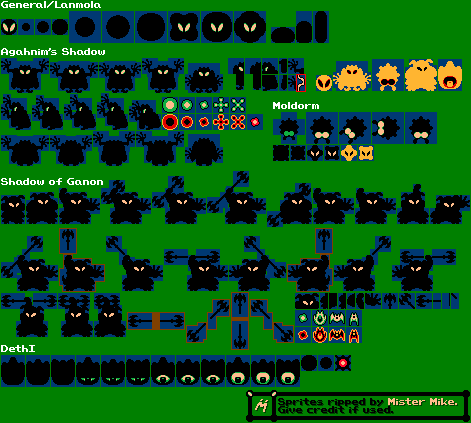 General/Lanmola
Agahnim's Shadow
Moldorm
Shadow of Ganon
DethI
Sprites ripped by Mister Mike.
Give credit if used.